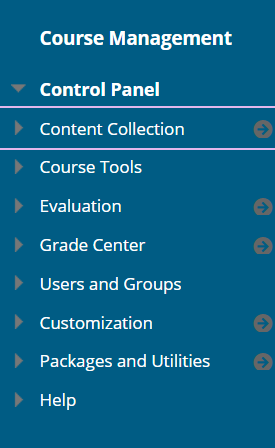 Course Management
Control Panel
Content Collection
Course Tools
Evaluation
Grade Center
Users and Groups
Customization
Packages and Utilities
Help